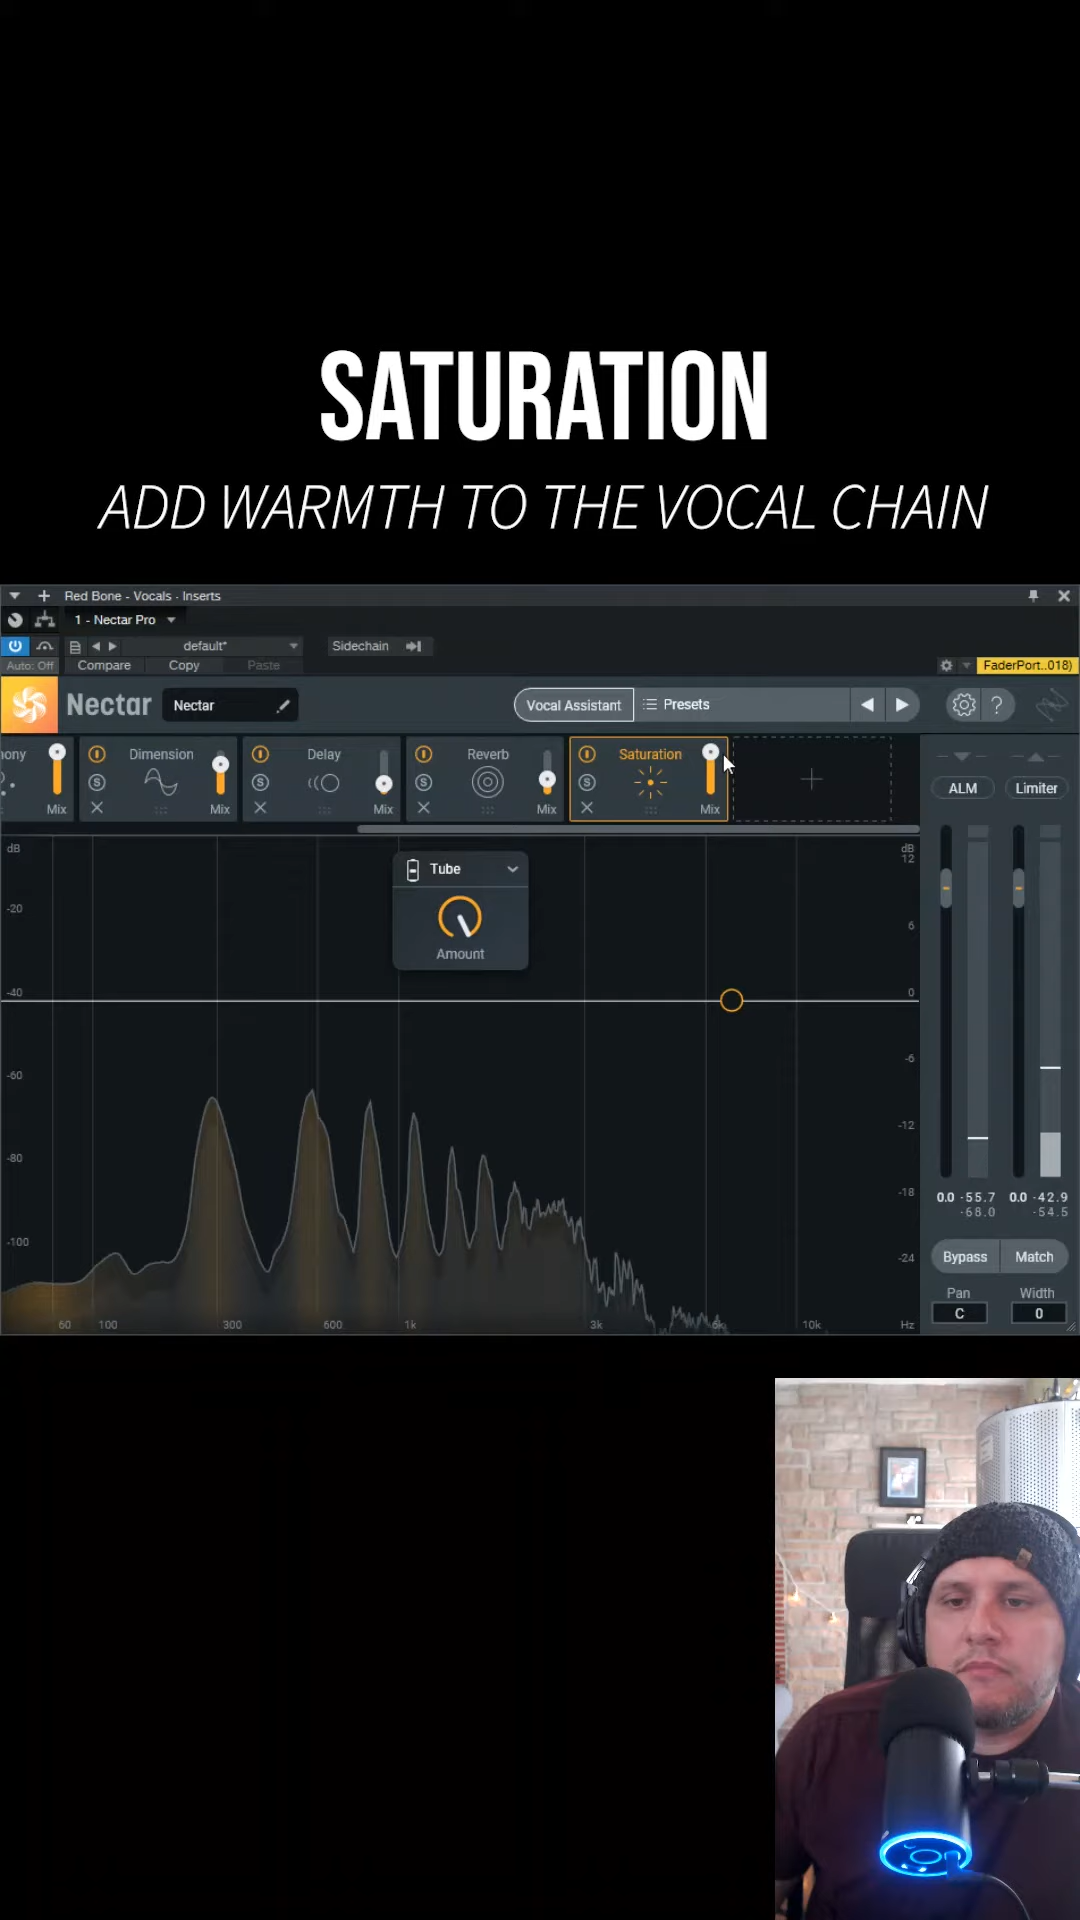 SATURATION
ADD WARMTH TO THE VOCAL CHAIN
Red Bone - Vocals - Inserts
1 - Nectar Pro
default*
Sidechain
Auto: Off
Compare
Copy
Paste
FaderPort..018)
Nectar
Nectar
Vocal Assistant
Presets
?
ony
Mix
Dimension
S
Mix
Delay
S
Mix
Reverb
S
Mix
Saturation
S
Mix
ALM
Limiter
dB
-20
-40
-60
-80
-100
Tube
Amount
dB
12
6
0
-6
-12
-18
-24
60
100
300
600
1k
3k
6k
10k
Hz
0.0 -55.7
-68.0
0.0 -42.9
-54.5
Bypass
Match
Pan
Width
C
0